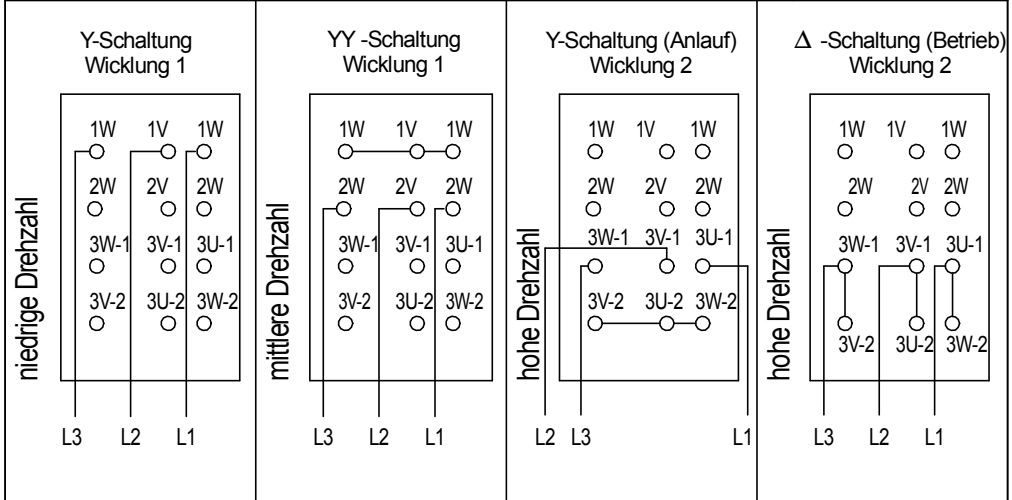 Y-Schaltung
Wicklung 1
niedrige Drehzahl
1W 1V 1W
2W 2V 2W
3W-1 3V-1 3U-1
3V-2 3U-2 3W-2
L3 L2 L1
YY -Schaltung
Wicklung 1
mittlere Drehzahl
1W 1V 1W
2W 2V 2W
3W-1 3V-1 3U-1
3V-2 3U-2 3W-2
L3 L2 L1
Y-Schaltung (Anlauf)
Wicklung 2
hohe Drehzahl
1W 1V 1W
2W 2V 2W
3W-1 3V-1 3U-1
3V-2 3U-2 3W-2
L2 L3 L1
Δ -Schaltung (Betrieb)
Wicklung 2
hohe Drehzahl
1W 1V 1W
2W 2V 2W
3W-1 3V-1 3U-1
3V-2 3U-2 3W-2
L3 L2 L1